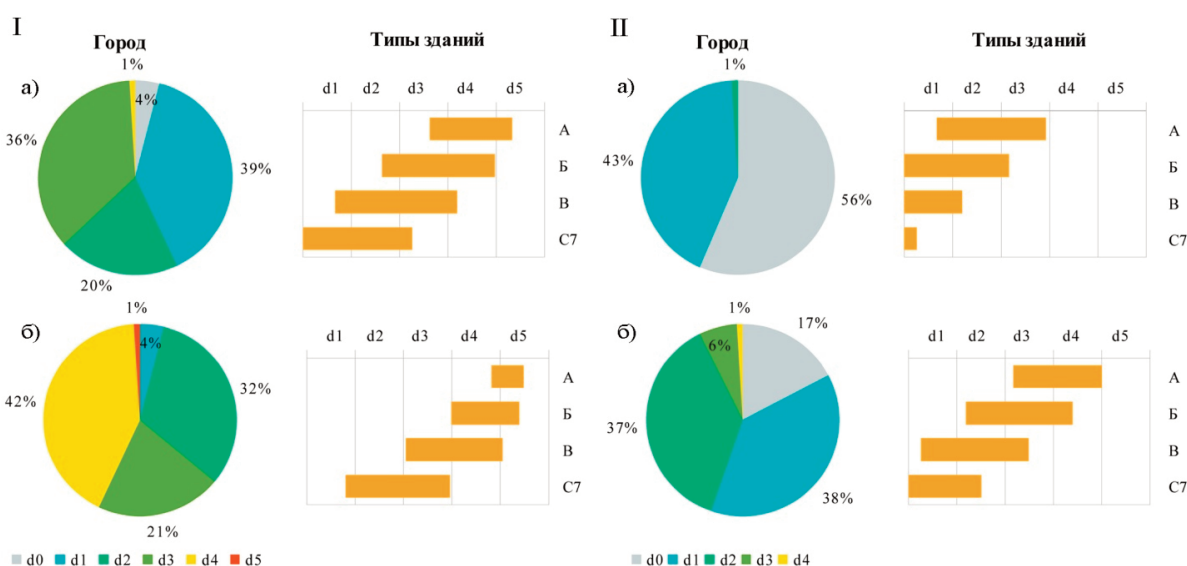 I
Город
Типы зданий
а)
1%
4%
36%
39%
20%
d1 d2 d3 d4 d5
А
Б
В
С7
б)
1%
4%
42%
32%
21%
d1 d2 d3 d4 d5
А
Б
В
С7
d0 d1 d2 d3 d4 d5
II
Город
Типы зданий
а)
1%
43%
56%
d1 d2 d3 d4 d5
А
Б
В
С7
б)
1%
17%
6%
37%
38%
d1 d2 d3 d4 d5
А
Б
В
С7
d0 d1 d2 d3 d4